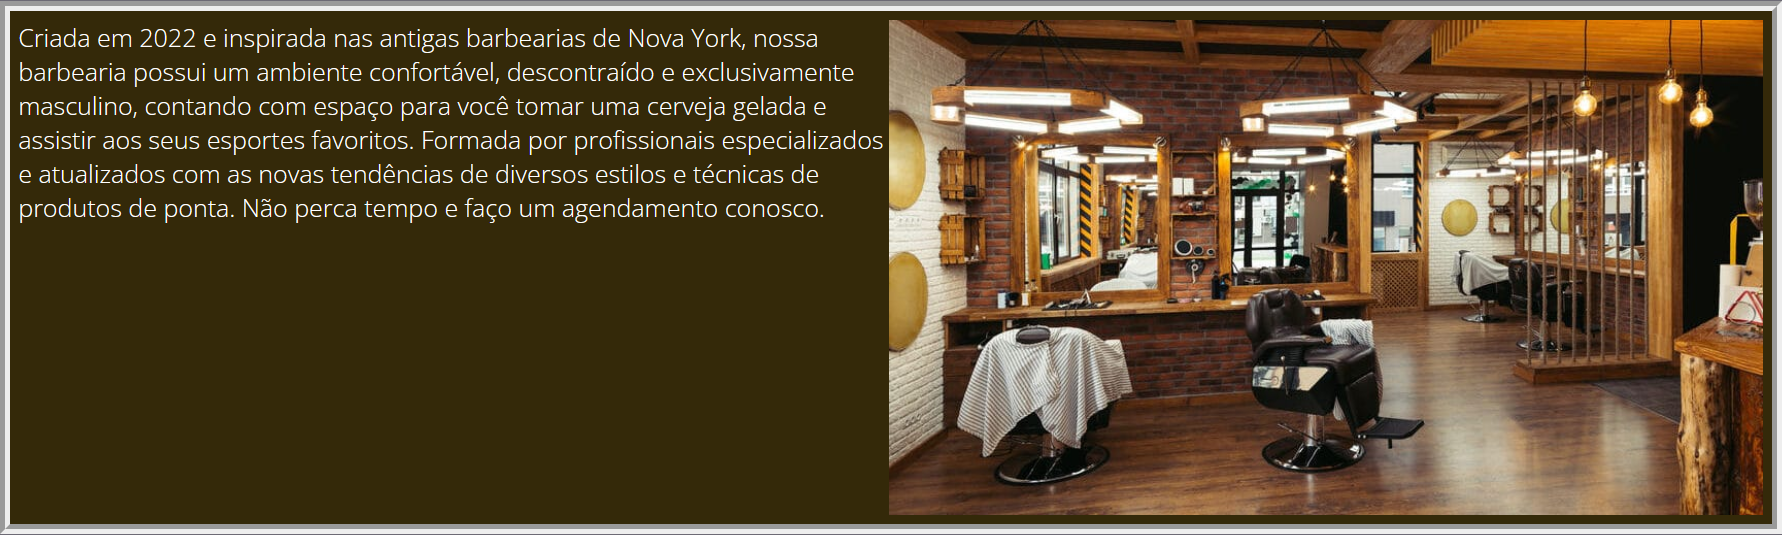 Criada em 2022 e inspirada nas antigas barbearias de Nova York, nossa
barbearia possui um ambiente confortável, descontraído e exclusivamente
masculino, contando com espaço para você tomar uma cerveja gelada e
assistir aos seus esportes favoritos. Formada por profissionais especializados
e atualizados com as novas tendências de diversos estilos e técnicas de
produtos de ponta. Não perca tempo e faço um agendamento conosco.